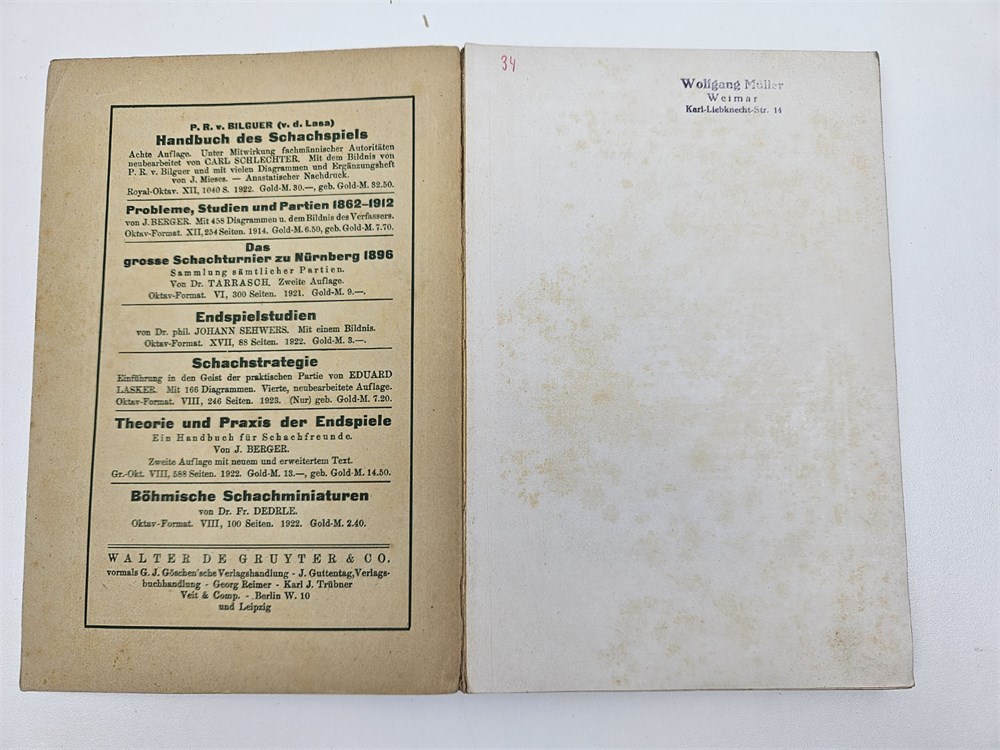 P. R. v. BILGUER (v. d. Lasa)
Handbuch des Schachspiels
Achte Auflage. Unter Mitwirkung fachmännischer Autoritäten
neubearbeitet von CARL SCHLECHTER. Mit dem Bildnis von
P. R. v. Bilguer und mit vielen Diagrammen und Ergänzungsheft
von J. Mieses. — Anastatischer Nachdruck.
Royal-Oktav. XII, 1040 S. 1922. Gold-M. 30.—, geb. Gold-M. 32.50.
Probleme, Studien und Partien 1862–1912
von J. BERGER. Mit 458 Diagrammen u. dem Bildnis des Verfassers.
Oktav-Format. XII, 254 Seiten. 1914. Gold-M. 6.50, geb. Gold-M. 7.70.
Das
grosse Schachturnier zu Nürnberg 1896
Sammlung sämtlicher Partien.
Von Dr. TARRASCH. Zweite Auflage.
Oktav-Format. VI, 300 Seiten. 1921. Gold-M. 9.—.
Endspielstudien
von Dr. phil. JOHANN SEHWERS. Mit einem Bildnis.
Oktav-Format. XVII, 88 Seiten. 1922. Gold-M. 3.—.
Schachstrategie
Einführung in den Geist der praktischen Partie von EDUARD
LASKER. Mit 166 Diagrammen. Vierte, neubearbeitete Auflage.
Oktav-Format. VIII, 246 Seiten. 1923. (Nur) geb. Gold-M. 7.20.
Theorie und Praxis der Endspiele
Ein Handbuch für Schachfreunde.
Von J. BERGER.
Zweite Auflage mit neuem und erweitertem Text.
Gr.-Okt. VIII, 588 Seiten. 1922. Gold-M. 13.—, geb. Gold-M. 14.50.
Böhmische Schachminiaturen
von Dr. Fr. DEDRLE.
Oktav-Format. VIII, 100 Seiten. 1922. Gold-M. 2.40.
WALTER DE GRUYTER & CO.
vormals G. J. Göschen'sche Verlagshandlung - J. Guttentag, Verlags-
buchhandlung - Georg Reimer - Karl J. Trübner
Veit & Comp. - Berlin W. 10
und Leipzig
34
Wolfgang Müller
Weimar
Karl-Liebknecht-Str. 14